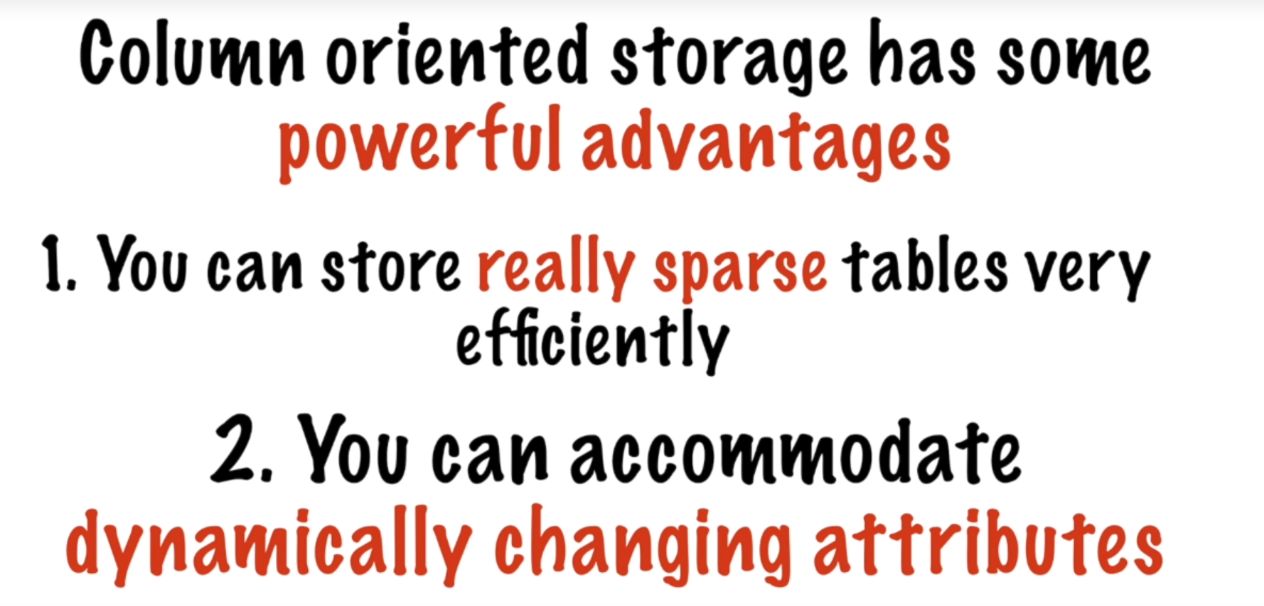 Column oriented storage has some
powerful advantages
1. You can store really sparse tables very
efficiently
2. You can accommodate
dynamically changing attributes